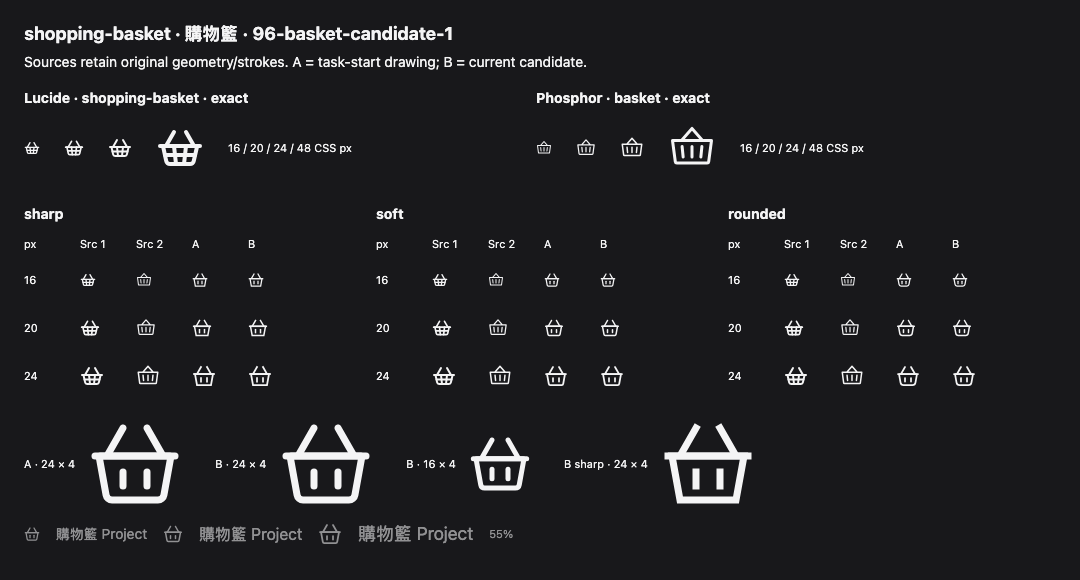 shopping-basket · 購物籃 · 96-basket-candidate-1
Sources retain original geometry/strokes. A = task-start drawing; B = current candidate.
Lucide · shopping-basket · exact
Phosphor · basket · exact
16 / 20 / 24 / 48 CSS px
16 / 20 / 24 / 48 CSS px
sharp
soft
rounded
px Src 1 Src 2 A B
px Src 1 Src 2 A B
px Src 1 Src 2 A B
16
16
16
20
20
20
24
24
24
A · 24 × 4
B · 24 × 4
B · 16 × 4
B sharp · 24 × 4
購物籃 Project
購物籃 Project
購物籃 Project
55%